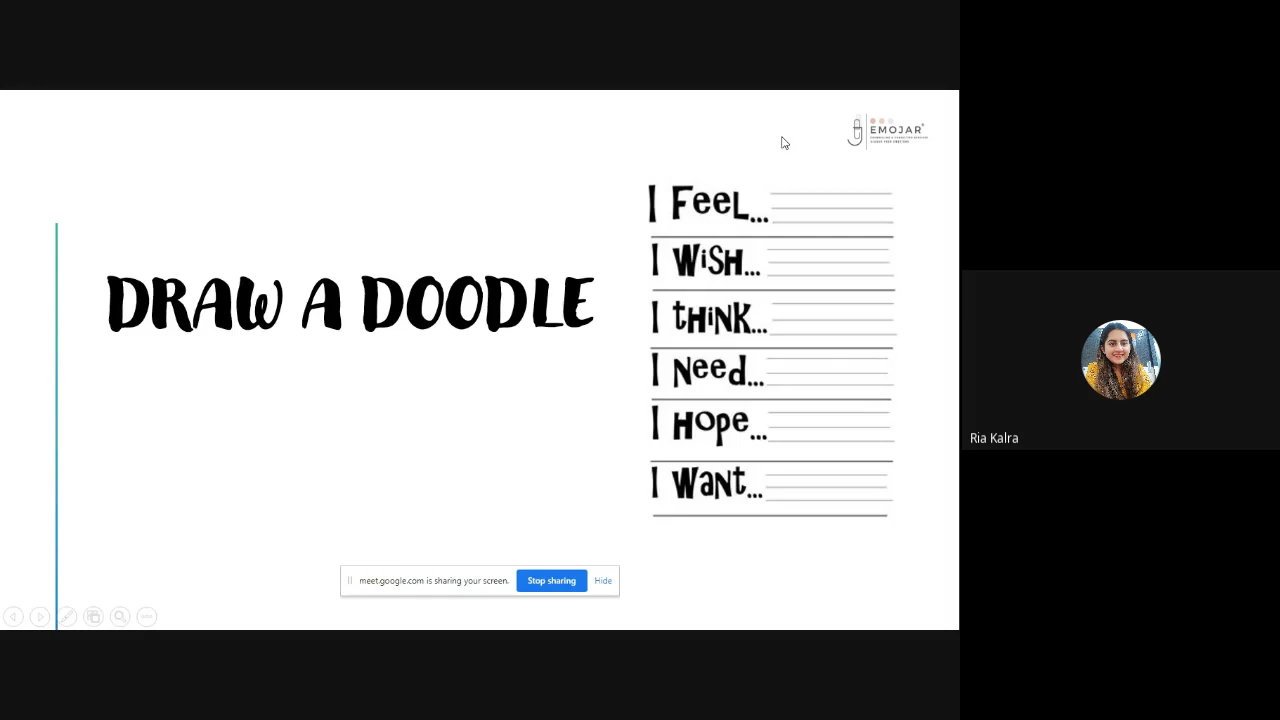 EMOJAR
DRAW A DOODLE
I Feel...
I WiSH...
I tHiNK...
I Need...
I Hope...
I WaNt...
meet.google.com is sharing your screen.
Stop sharing
Hide
Ria Kalra